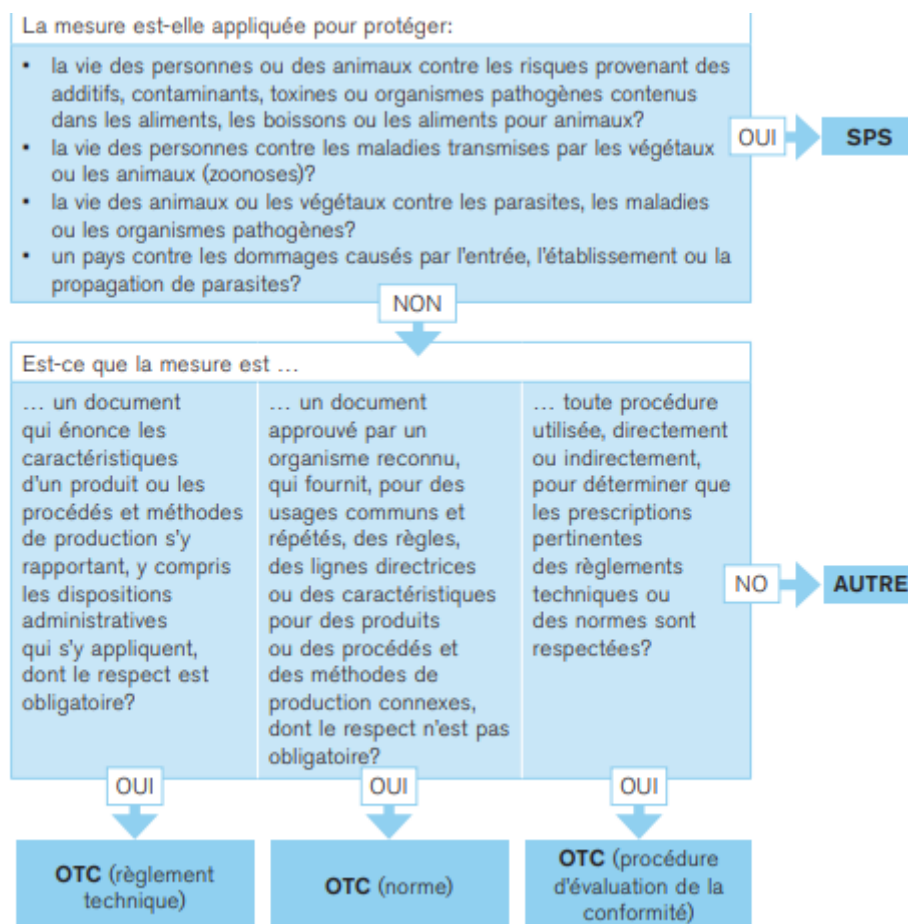 La mesure est-elle appliquée pour protéger:
• la vie des personnes ou des animaux contre les risques provenant des
additifs, contaminants, toxines ou organismes pathogènes contenus
dans les aliments, les boissons ou les aliments pour animaux?
• la vie des personnes contre les maladies transmises par les végétaux
ou les animaux (zoonoses)?
• la vie des animaux ou les végétaux contre les parasites, les maladies
ou les organismes pathogènes?
• un pays contre les dommages causés par l'entrée, l'établissement ou la
propagation de parasites?
OUI
SPS
NON
Est-ce que la mesure est …
… un document
qui énonce les
caractéristiques
d'un produit ou les
procédés et méthodes
de production s'y
rapportant, y compris
les dispositions
administratives
qui s'y appliquent,
dont le respect est
obligatoire?
… un document
approuvé par un
organisme reconnu,
qui fournit, pour des
usages communs et
répétés, des règles,
des lignes directrices
ou des caractéristiques
pour des produits
ou des procédés et
des méthodes de
production connexes,
dont le respect n'est pas
obligatoire?
… toute procédure
utilisée, directement
ou indirectement,
pour déterminer que
les prescriptions
pertinentes
des règlements
techniques ou
des normes sont
respectées?
NO
AUTRE
OUI
OUI
OUI
OTC (règlement
technique)
OTC (norme)
OTC (procédure
d'évaluation de la
conformité)